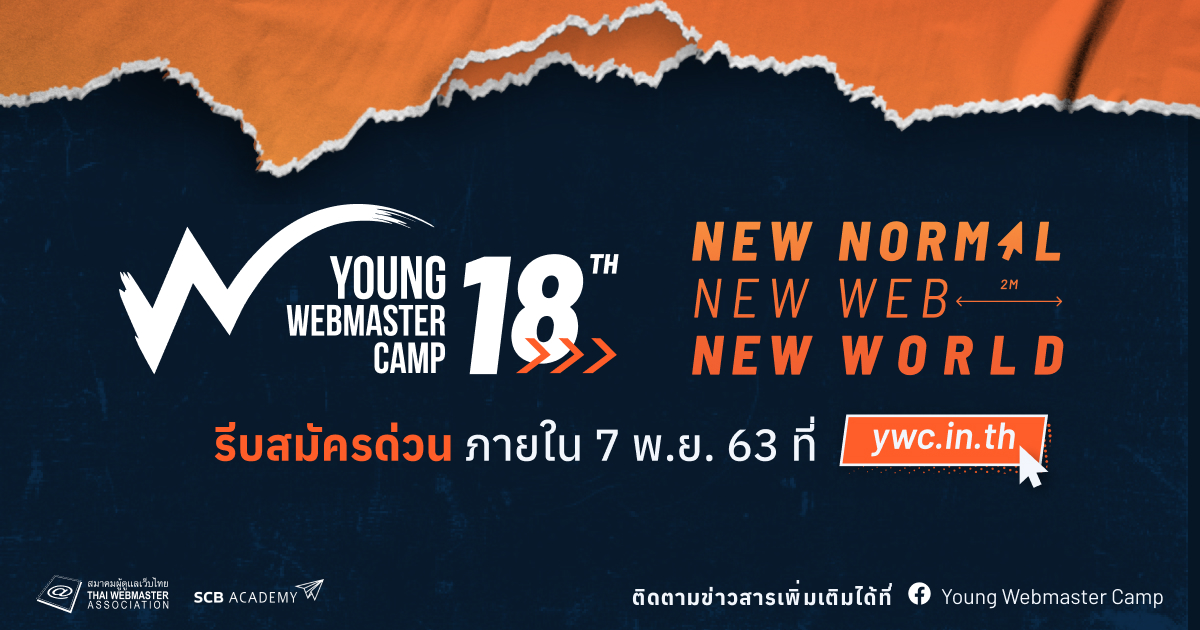 YOUNG
WEBMASTER
CAMP
18TH
NEW NORMAL
NEW WEB
2M
NEW WORLD
รีบสมัครด่วน ภายใน 7 พ.ย. 63 ที่ ywc.in.th
สมาคมผู้ดูแลเว็บไทย
THAI WEBMASTER
ASSOCIATION
SCB ACADEMY
ติดตามข่าวสารเพิ่มเติมได้ที่ Young Webmaster Camp